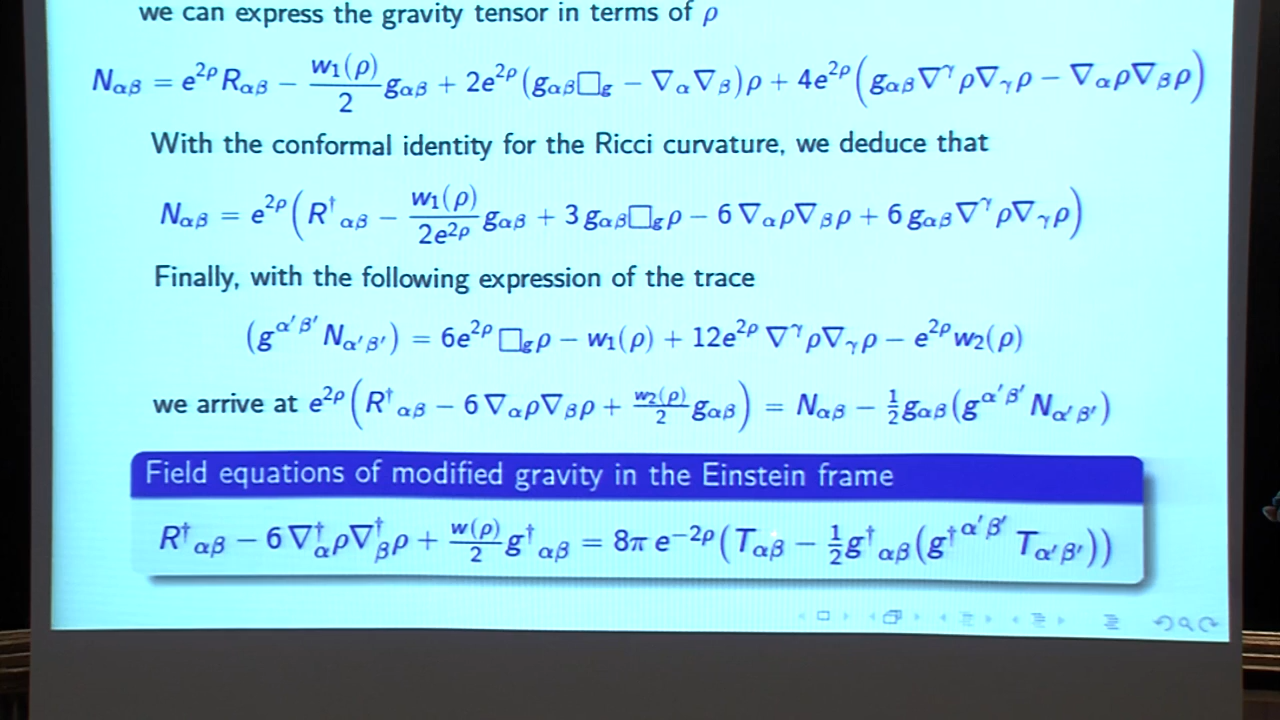 we can express the gravity tensor in terms of ρ
N_{αβ} = e^{2ρ} R_{αβ} − \frac{w_1(ρ)}{2} g_{αβ} + 2e^{2ρ}(g_{αβ}□_g − ∇_α∇_β)ρ + 4e^{2ρ}(g_{αβ}∇^γρ∇_γρ − ∇_αρ∇_βρ)
With the conformal identity for the Ricci curvature, we deduce that
N_{αβ} = e^{2ρ}(R^†_{αβ} − \frac{w_1(ρ)}{2e^{2ρ}} g_{αβ} + 3 g_{αβ}□_gρ − 6 ∇_αρ∇_βρ + 6 g_{αβ}∇^γρ∇_γρ)
Finally, with the following expression of the trace
(g^{α′β′} N_{α′β′}) = 6e^{2ρ} □_gρ − w_1(ρ) + 12e^{2ρ} ∇^γρ∇_γρ − e^{2ρ}w_2(ρ)
we arrive at e^{2ρ}(R^†_{αβ} − 6 ∇_αρ∇_βρ + \frac{w_2(ρ)}{2} g_{αβ}) = N_{αβ} − \frac{1}{2}g_{αβ}(g^{α′β′} N_{α′β′})
Field equations of modified gravity in the Einstein frame
R^†_{αβ} − 6 ∇^†_αρ∇^†_βρ + \frac{w(ρ)}{2} g^†_{αβ} = 8π e^{−2ρ}(T_{αβ} − \frac{1}{2}g^†_{αβ}(g^{†α′β′} T_{α′β′}))